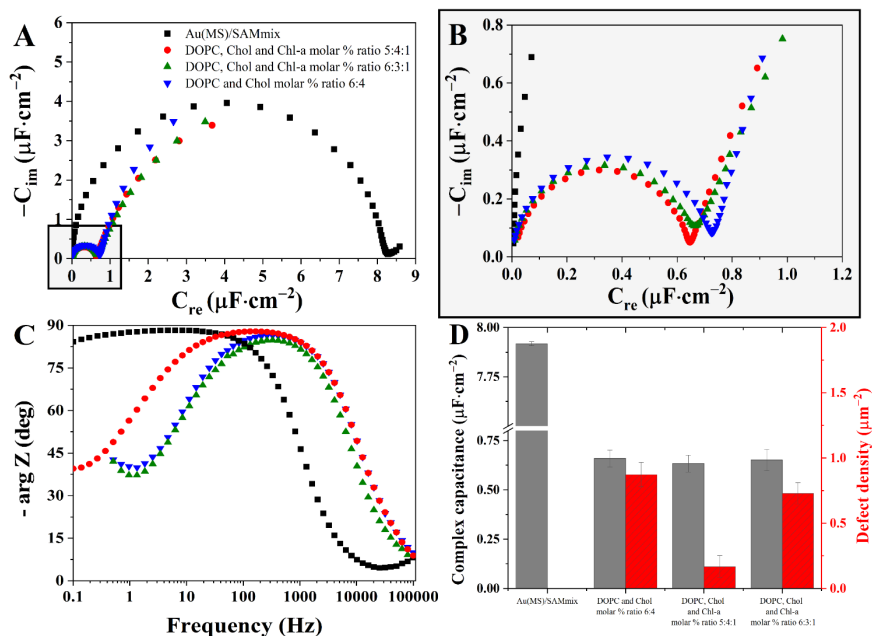 A
Au(MS)/SAMmix
DOPC, Chol and Chl-a molar % ratio 5:4:1
DOPC, Chol and Chl-a molar % ratio 6:3:1
DOPC and Chol molar % ratio 6:4
−C_im (μF·cm⁻²)
6
5
4
3
2
1
0
0 1 2 3 4 5 6 7 8 9
C_re (μF·cm⁻²)
B
−C_im (μF·cm⁻²)
0.8
0.6
0.4
0.2
0.0
0.0 0.2 0.4 0.6 0.8 1.0 1.2
C_re (μF·cm⁻²)
C
- arg Z (deg)
90
75
60
45
30
15
0
0.1 1 10 100 1000 10000 100000
Frequency (Hz)
D
Complex capacitance (μF·cm⁻²)
7.92
7.75
0.75
0.50
0.25
0.00
2.0
1.5
1.0
0.5
0.0
Defect density (μm⁻²)
Au(MS)/SAMmix
DOPC and Chol
molar % ratio 6:4
DOPC, Chol
and Chl-a
molar % ratio 5:4:1
DOPC, Chol
and Chl-a
molar % ratio 6:3:1